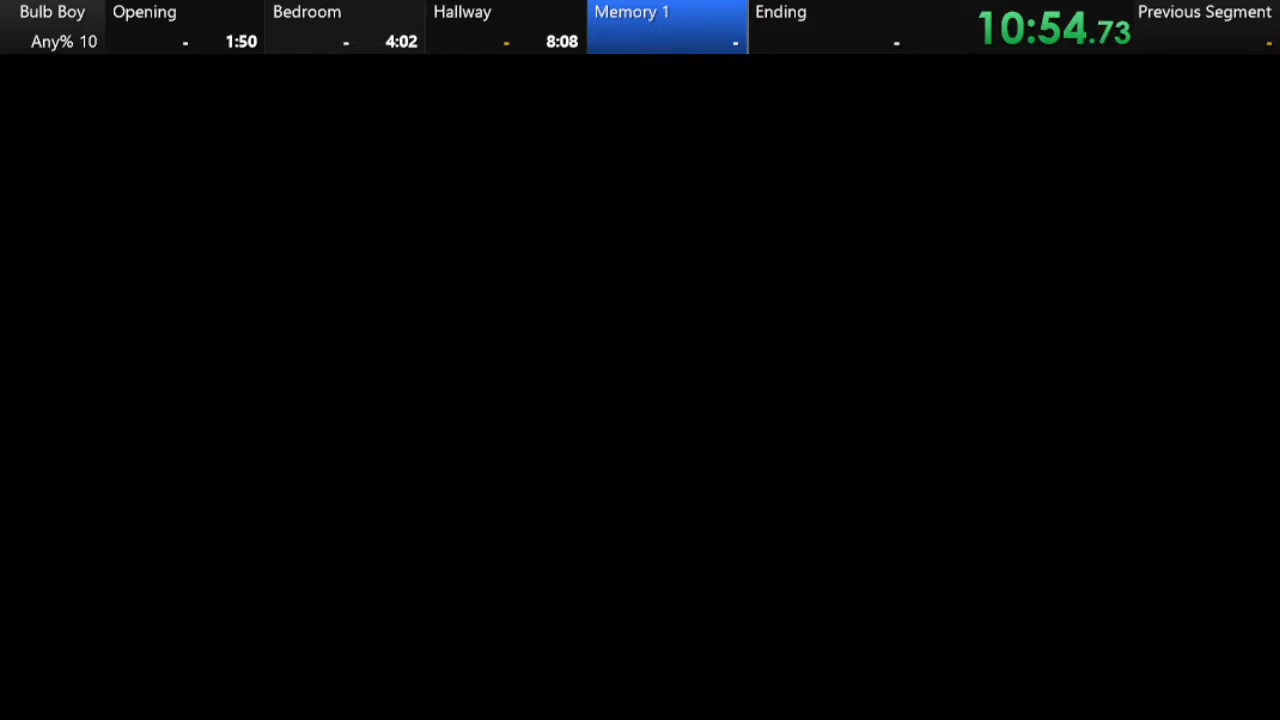 Bulb Boy Opening Bedroom Hallway Memory 1 Ending 10:54.73 Previous Segment
Any% 10 - 1:50 - 4:02 - 8:08 - - -